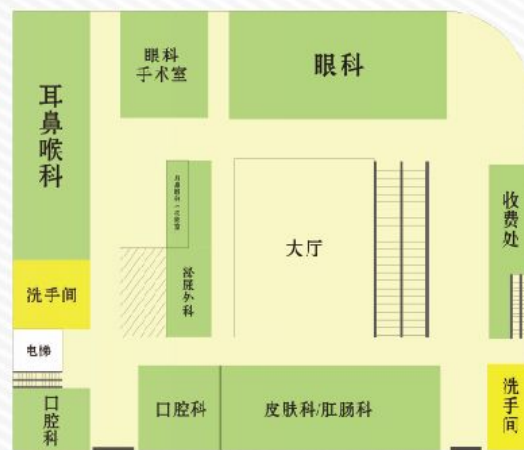 耳鼻喉科
眼科
手术室
眼科
泌尿外科
大厅
收费处
洗手间
电梯
口腔科
口腔科
皮肤科/肛肠科
洗手间